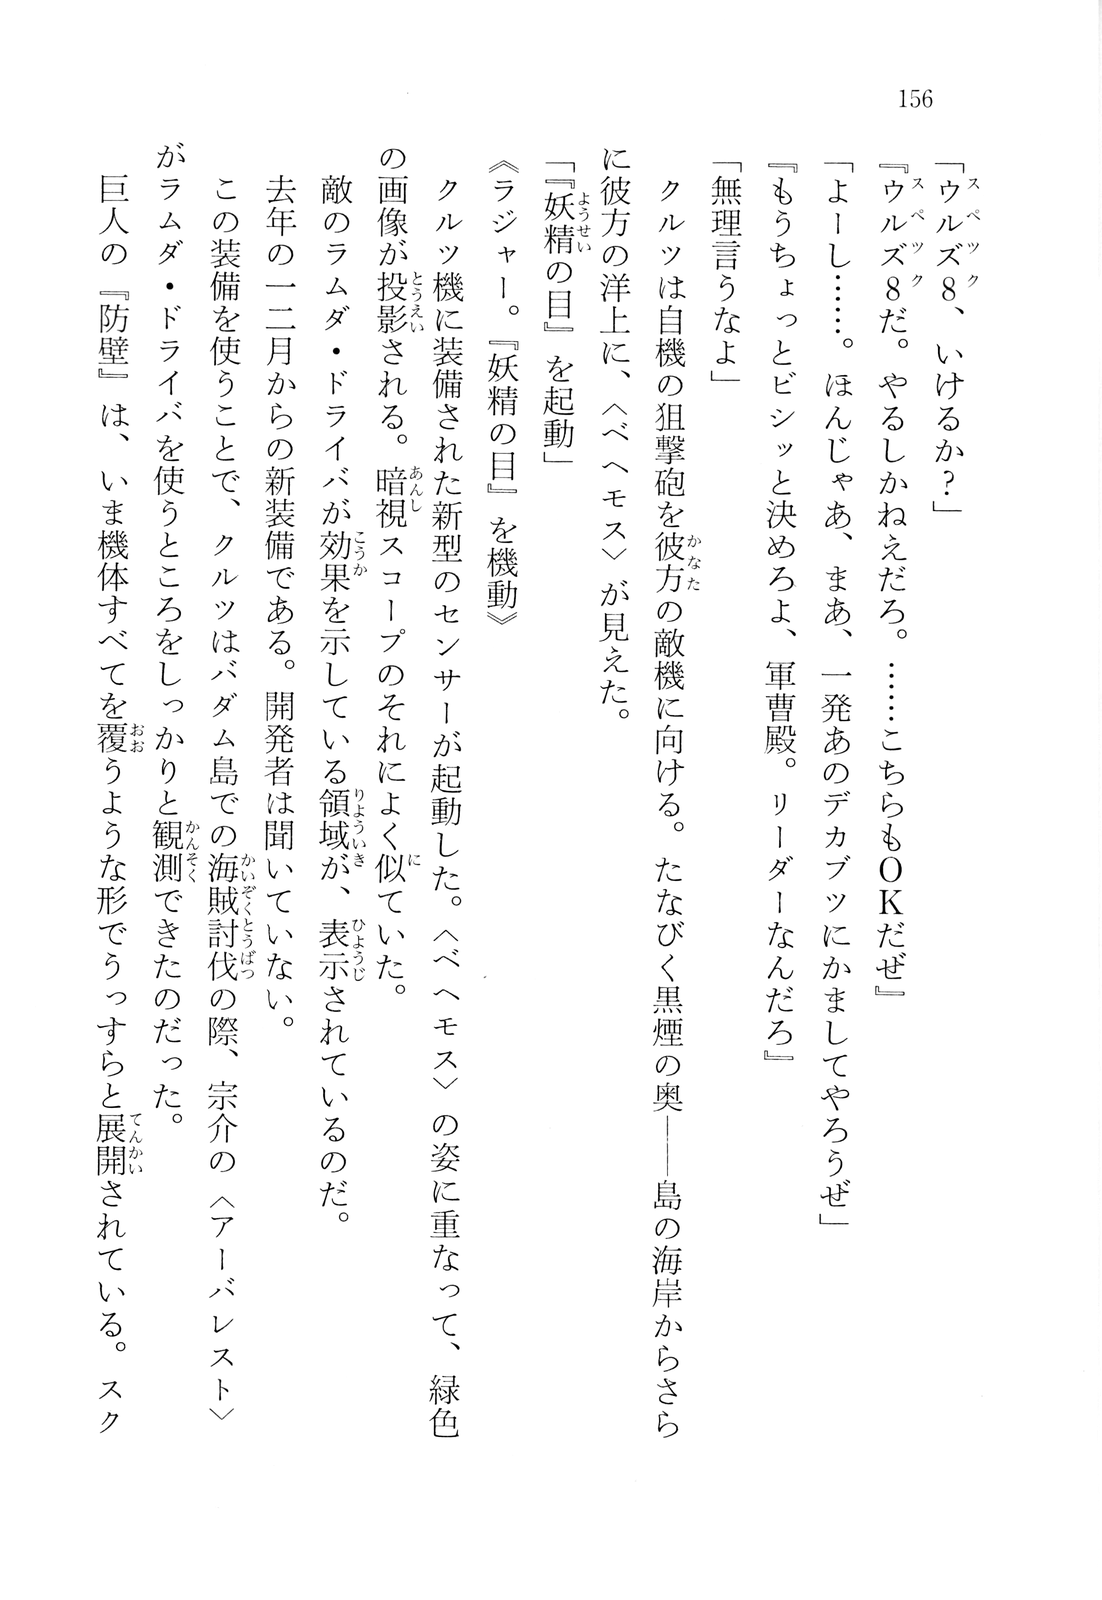 156
「ウルズ8、いけるか?」
『ウルズ8だ。やるしかねえだろ。……こちらもOKだぜ』
「よーし……。ほんじゃあ、まあ、一発あのデカブツにかましてやろうぜ」
『もうちょっとビシッと決めろよ、軍曹殿。リーダーなんだろ』
「無理言うなよ」
クルツは自機の狙撃砲を彼方の敵機に向ける。たなびく黒煙の奥――島の海岸からさら
に彼方の洋上に、〈ベヘモス〉が見えた。
「『妖精の目』を起動」
《ラジャー。『妖精の目』を機動》
クルツ機に装備された新型のセンサーが起動した。〈ベヘモス〉の姿に重なって、緑色
の画像が投影される。暗視スコープのそれによく似ていた。
敵のラムダ・ドライバが効果を示している領域が、表示されているのだ。
去年の一二月からの新装備である。開発者は聞いていない。
この装備を使うことで、クルツはバダム島での海賊討伐の際、宗介の〈アーバレスト〉
がラムダ・ドライバを使うところをしっかりと観測できたのだった。
巨人の『防壁』は、いま機体すべてを覆うような形でうっすらと展開されている。スク